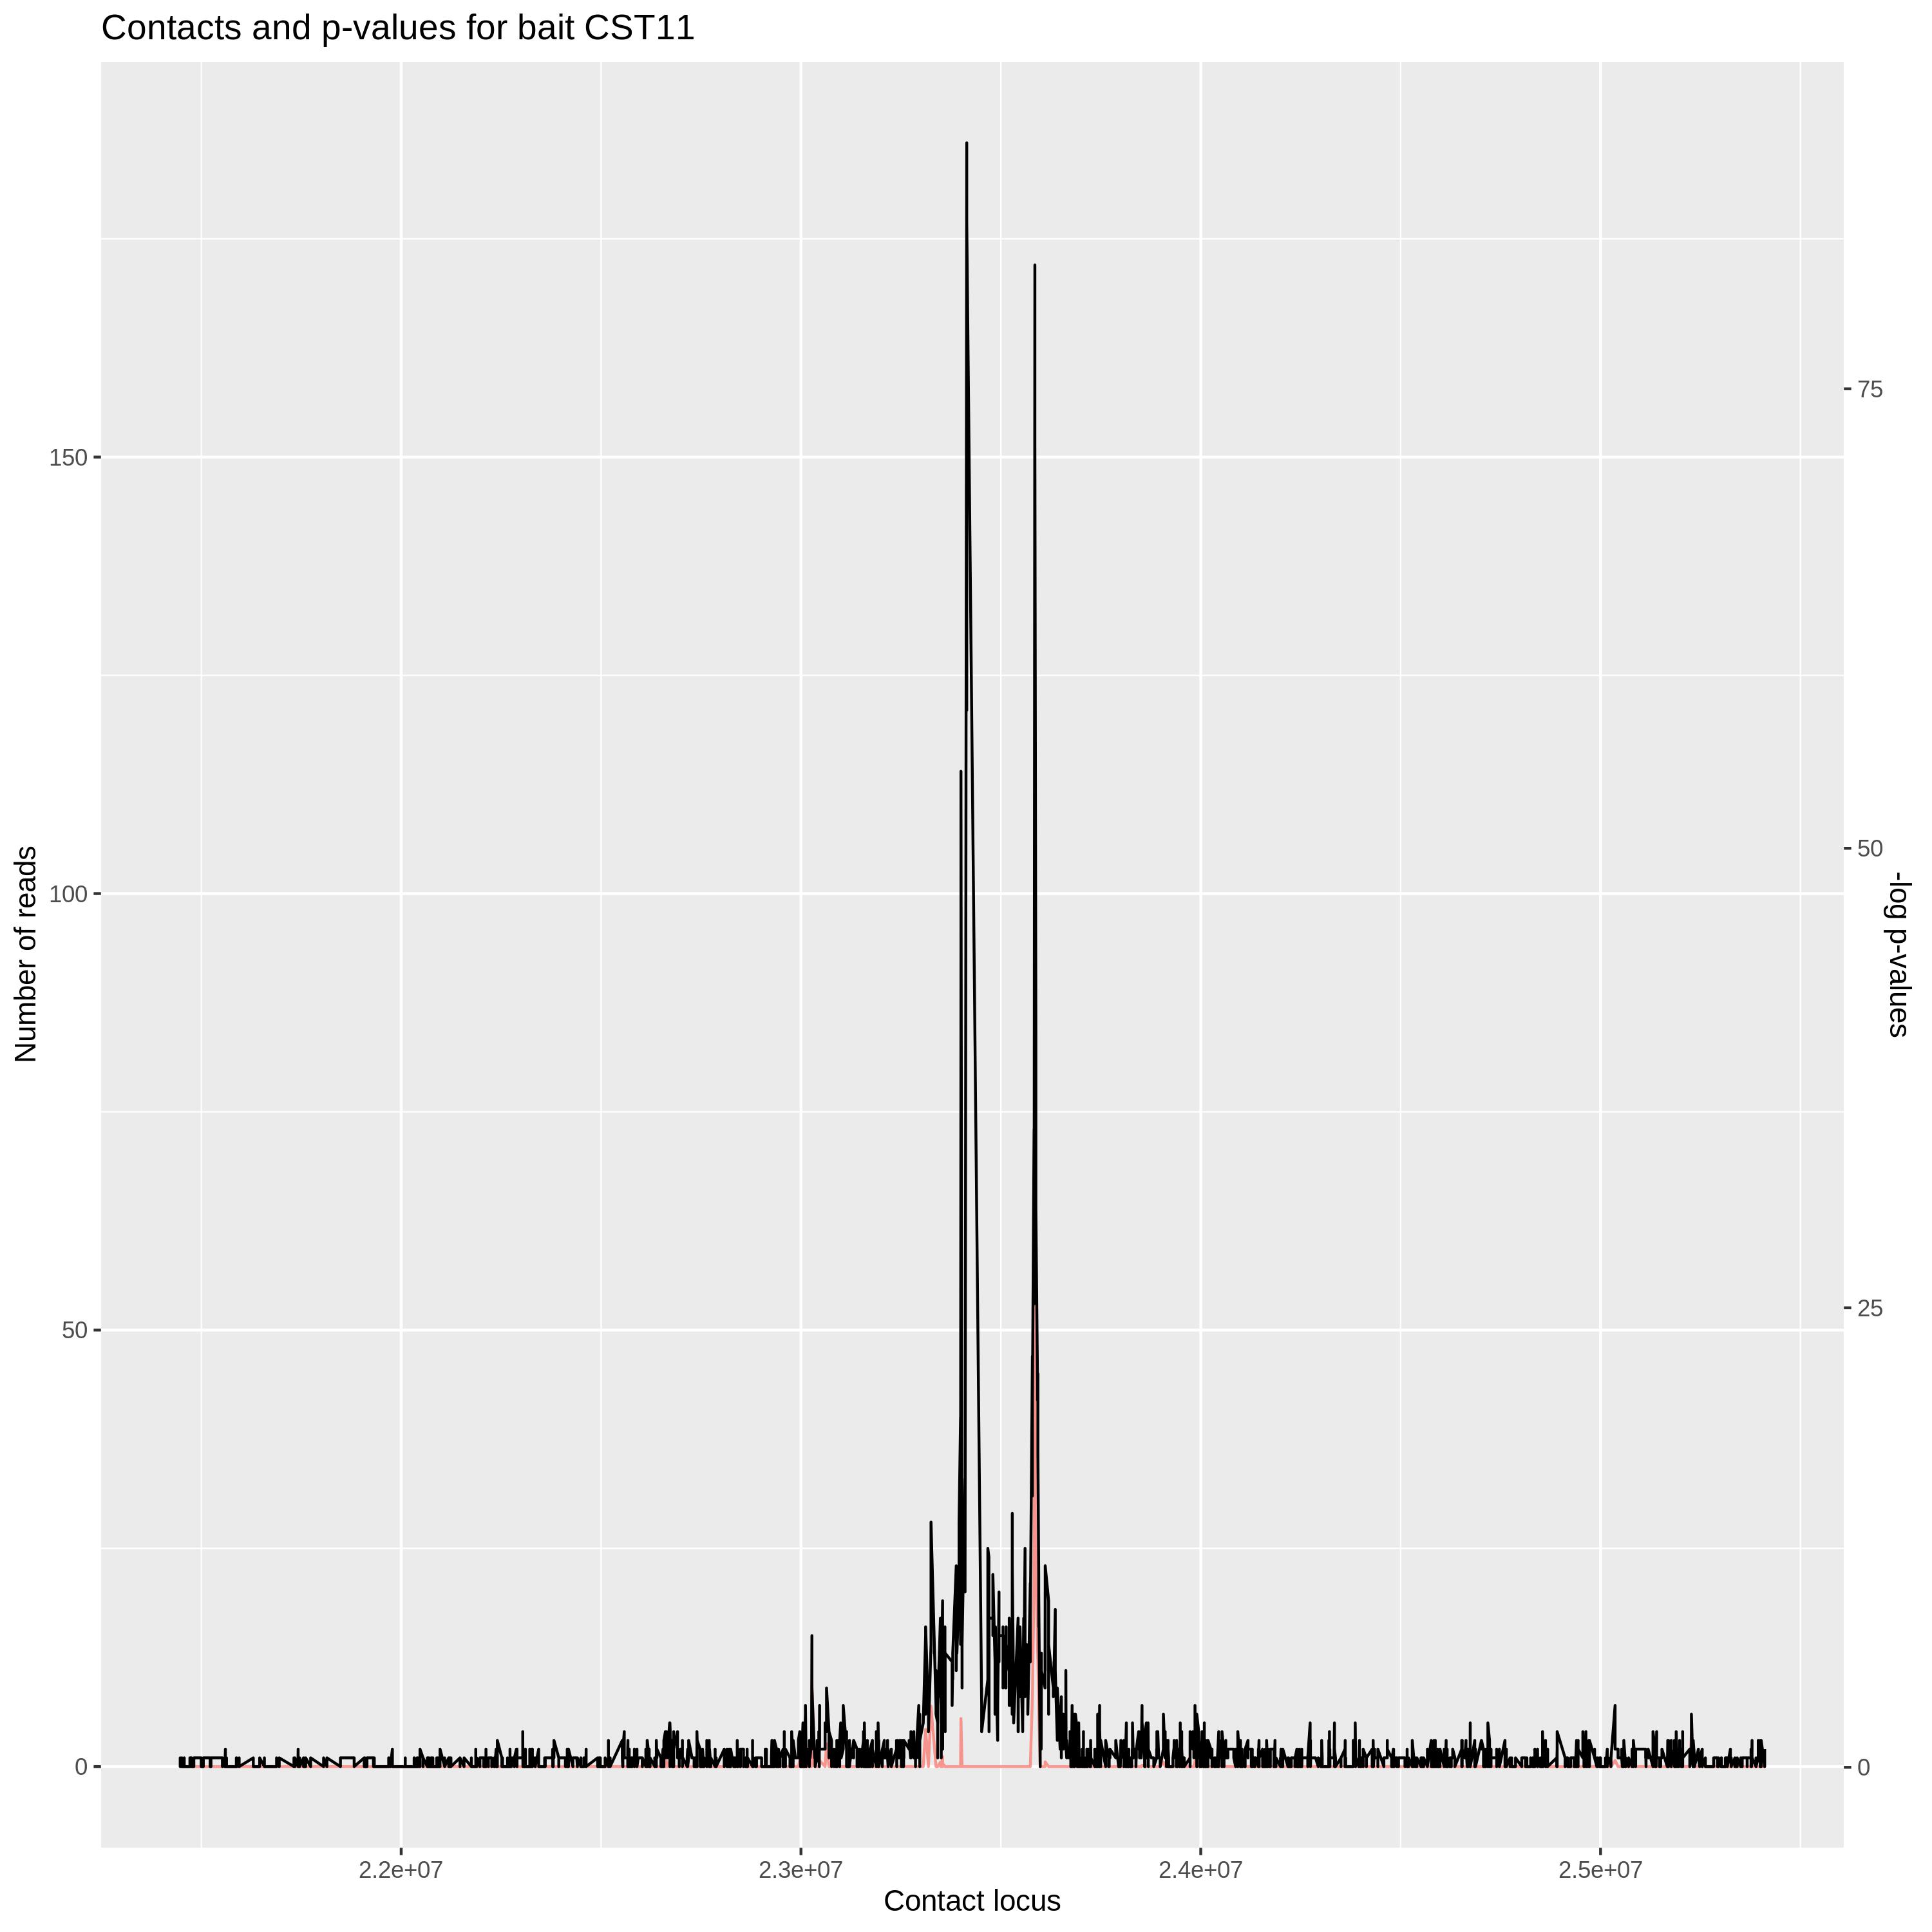 Contacts and p-values for bait CST11
150
100
50
0
Number of reads
75
50
25
0
-log p-values
2.2e+07
2.3e+07
2.4e+07
2.5e+07
Contact locus